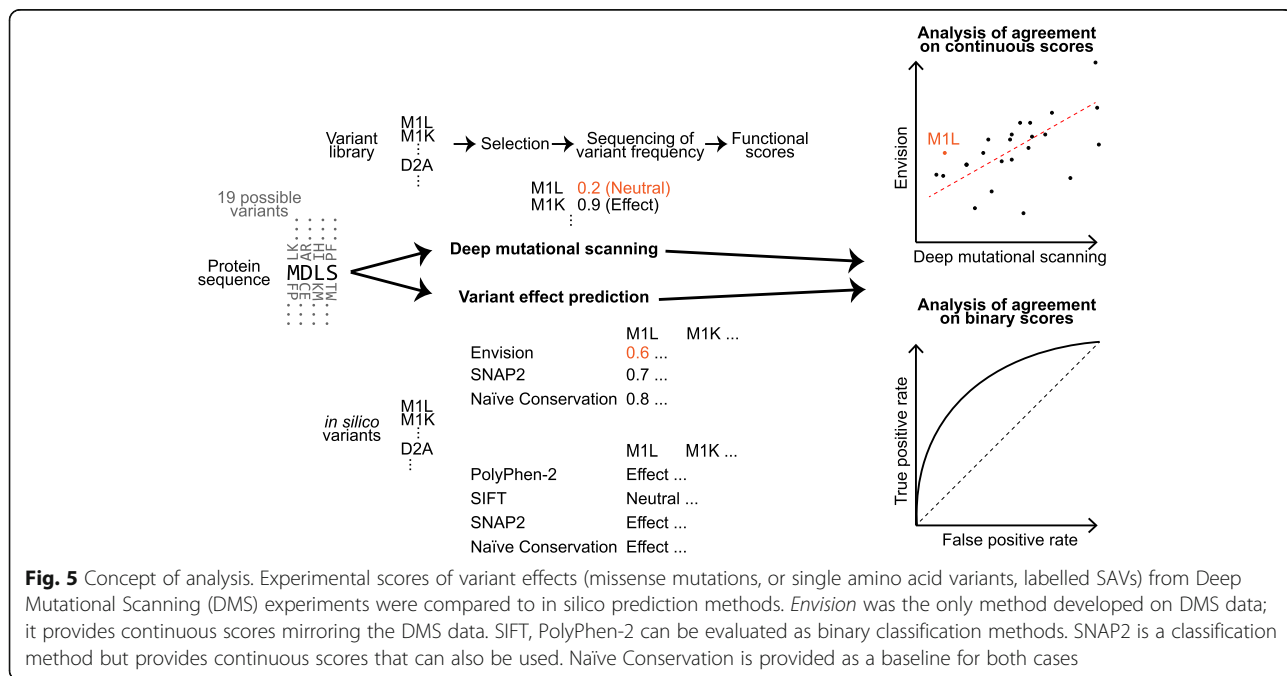 Variant
library
M1L
M1K
D2A
Selection
Sequencing of
variant frequency
Functional
scores
M1L 0.2 (Neutral)
M1K 0.9 (Effect)
19 possible
variants
Protein
sequence
LK
AR
IH
PF
MDLS
FP
CE
KM
TW
Deep mutational scanning
Variant effect prediction
M1L M1K ...
Envision 0.6 ...
SNAP2 0.7 ...
Naïve Conservation 0.8 ...
in silico
variants
M1L
M1K
D2A
M1L M1K ...
PolyPhen-2 Effect ...
SIFT Neutral ...
SNAP2 Effect ...
Naïve Conservation Effect ...
Analysis of agreement
on continuous scores
Envision
M1L
Deep mutational scanning
Analysis of agreement
on binary scores
True positive rate
False positive rate
Fig. 5 Concept of analysis. Experimental scores of variant effects (missense mutations, or single amino acid variants, labelled SAVs) from Deep
Mutational Scanning (DMS) experiments were compared to in silico prediction methods. Envision was the only method developed on DMS data;
it provides continuous scores mirroring the DMS data. SIFT, PolyPhen-2 can be evaluated as binary classification methods. SNAP2 is a classification
method but provides continuous scores that can also be used. Naïve Conservation is provided as a baseline for both cases